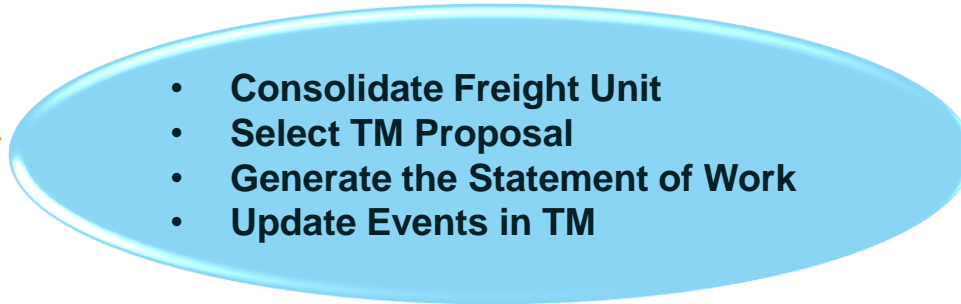 • Consolidate Freight Unit
• Select TM Proposal
• Generate the Statement of Work
• Update Events in TM